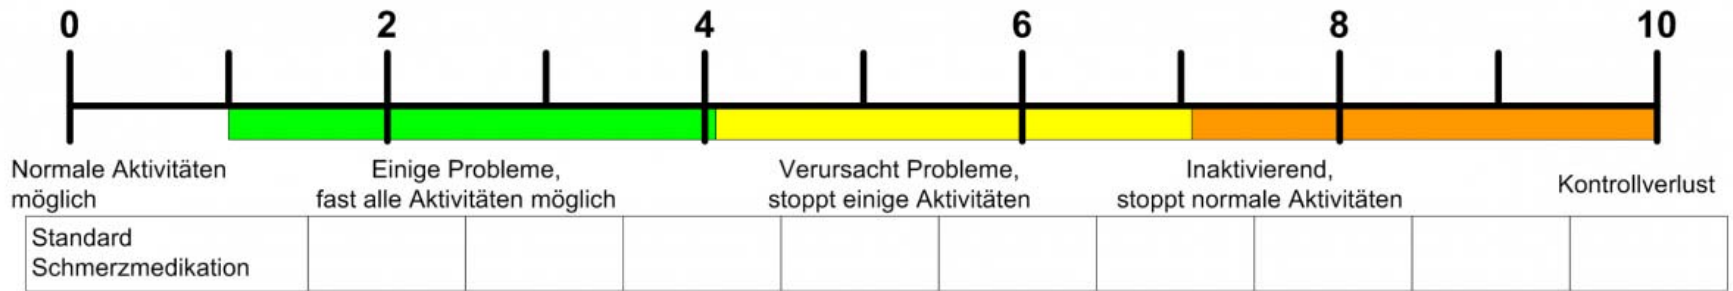 0 2 4 6 8 10
Normale Aktivitäten
möglich
Einige Probleme,
fast alle Aktivitäten möglich
Verursacht Probleme,
stoppt einige Aktivitäten
Inaktivierend,
stoppt normale Aktivitäten
Kontrollverlust
Standard
Schmerzmedikation